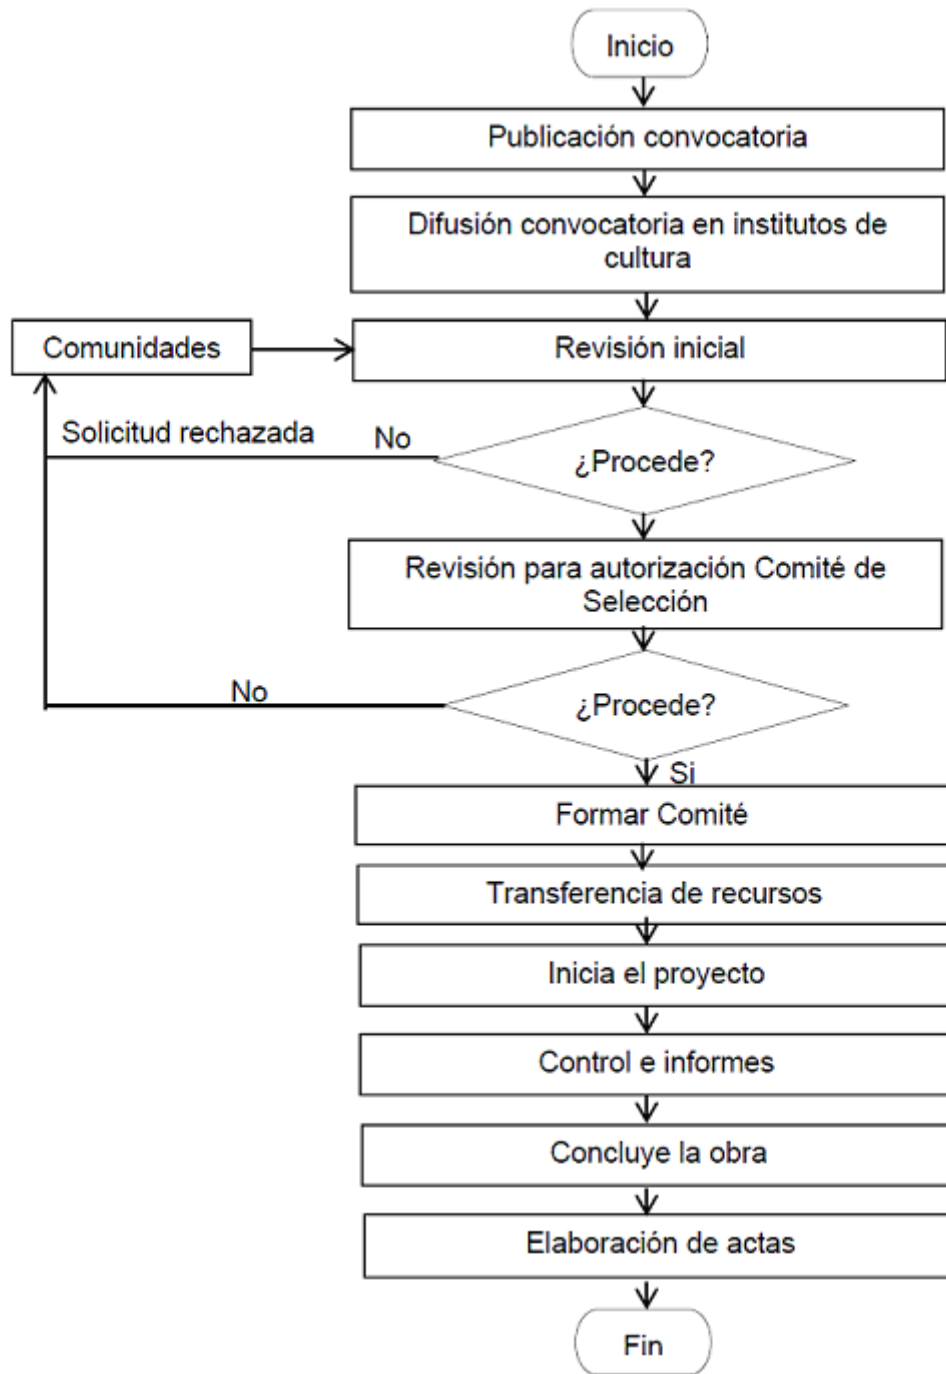 Inicio
Publicación convocatoria
Difusión convocatoria en institutos de
cultura
Comunidades
Revisión inicial
Solicitud rechazada
No
¿Procede?
Revisión para autorización Comité de
Selección
No
¿Procede?
Si
Formar Comité
Transferencia de recursos
Inicia el proyecto
Control e informes
Concluye la obra
Elaboración de actas
Fin